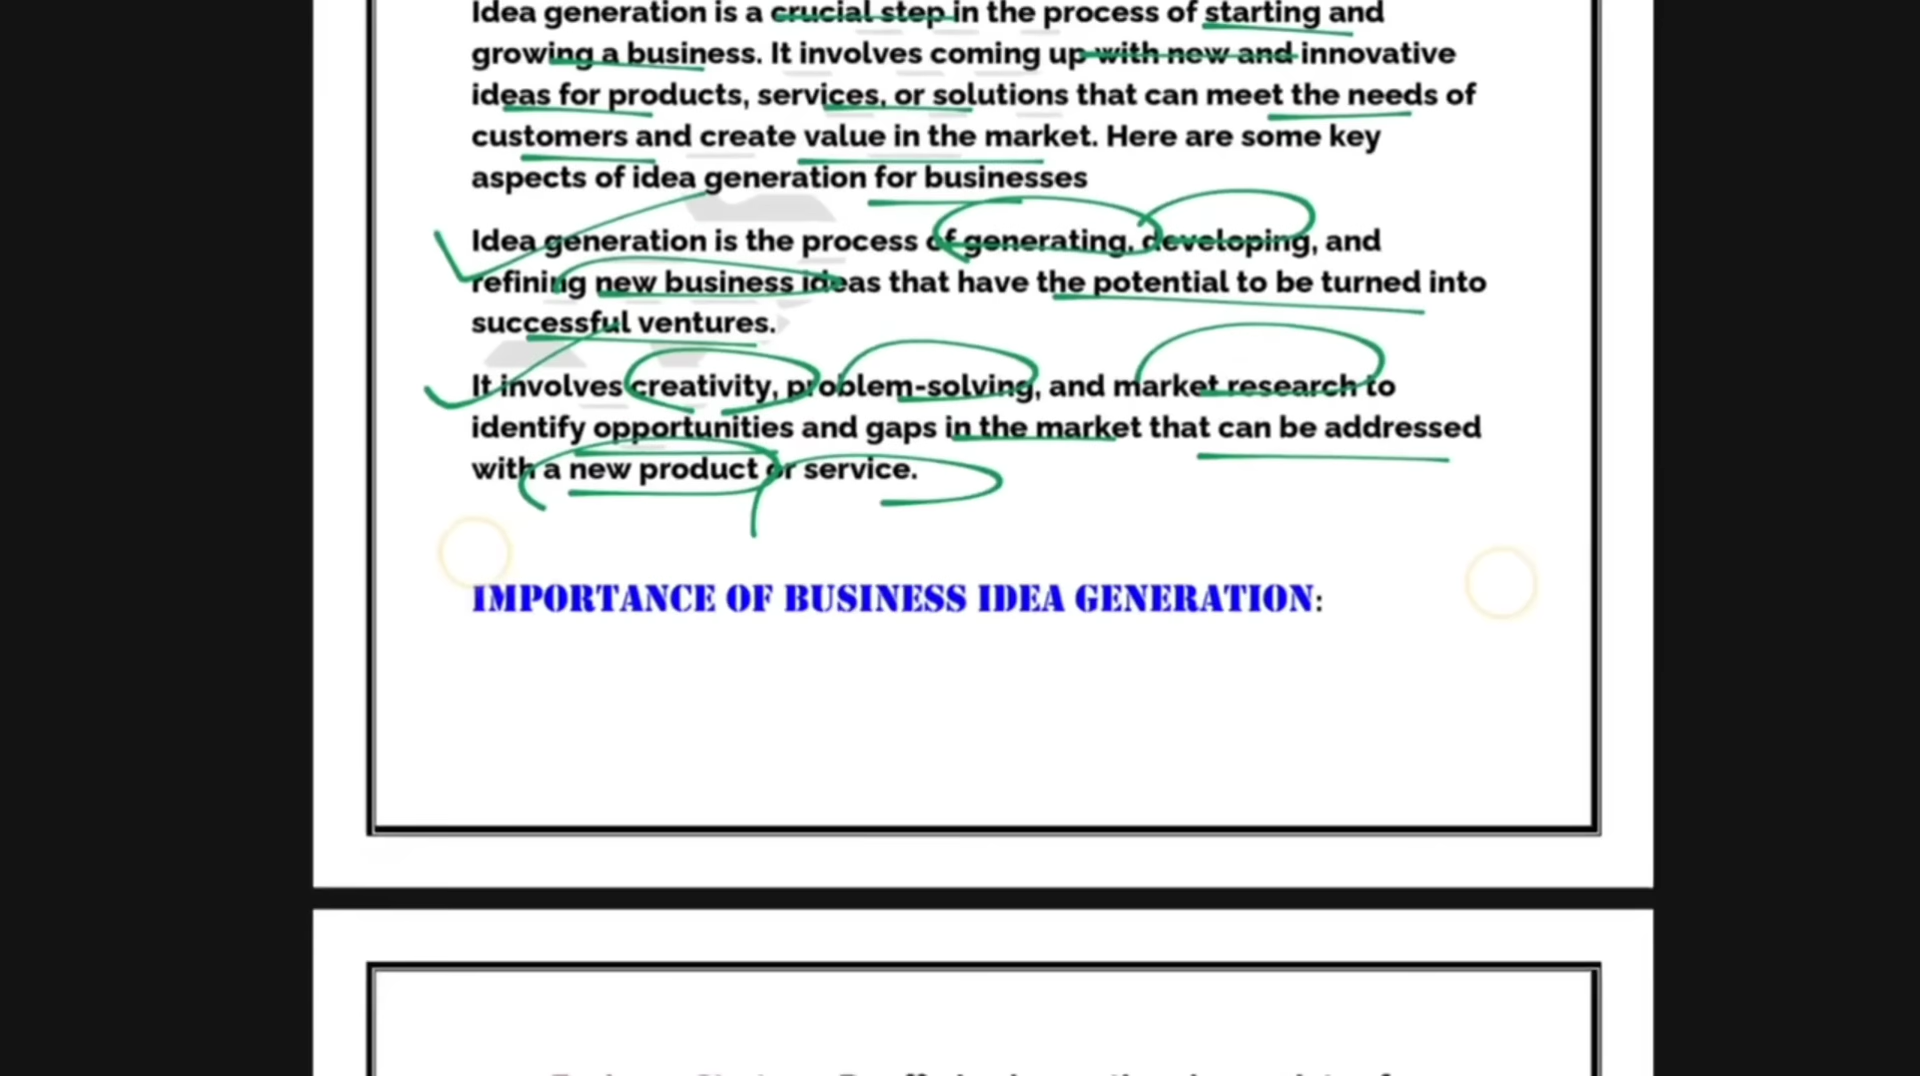 Idea generation is a crucial step in the process of starting and
growing a business. It involves coming up with new and innovative
ideas for products, services, or solutions that can meet the needs of
customers and create value in the market. Here are some key
aspects of idea generation for businesses
Idea generation is the process of generating, developing, and
refining new business ideas that have the potential to be turned into
successful ventures.
It involves creativity, problem-solving, and market research to
identify opportunities and gaps in the market that can be addressed
with a new product or service.
IMPORTANCE OF BUSINESS IDEA GENERATION: